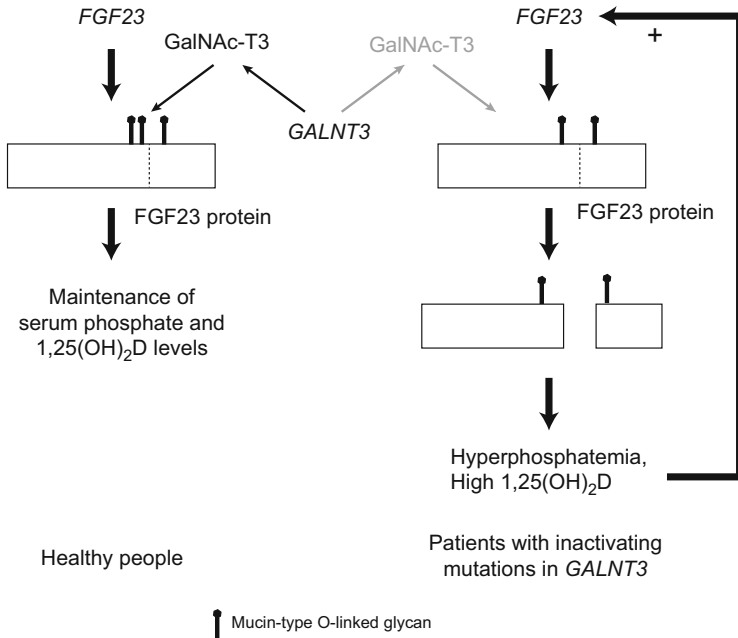 FGF23
GalNAc-T3
GALNT3
FGF23 protein
Maintenance of
serum phosphate and
1,25(OH)₂D levels
Healthy people
GalNAc-T3
FGF23
+
FGF23 protein
Hyperphosphatemia,
High 1,25(OH)₂D
Patients with inactivating
mutations in GALNT3
Mucin-type O-linked glycan